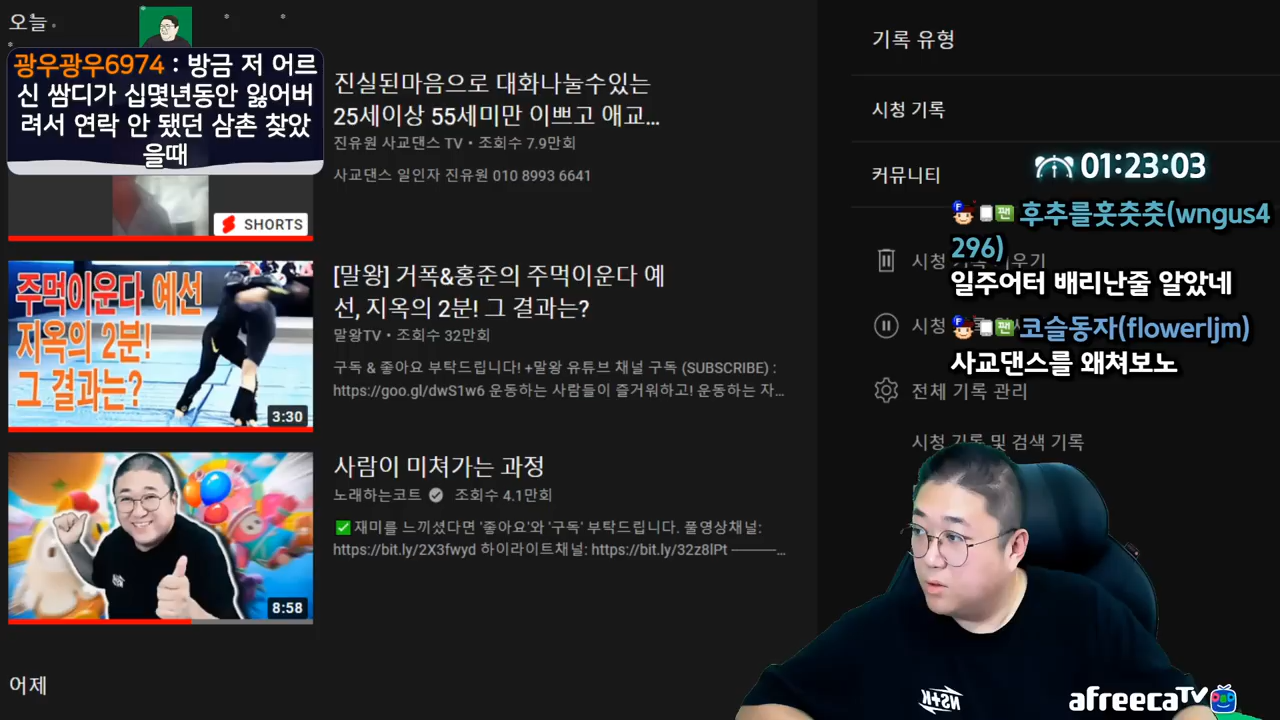 오늘
광우광우6974 : 방금 저 어르
신 쌈디가 십몇년동안 잃어버
려서 연락 안 됐던 삼촌 찾았
을때
진실된마음으로 대화나눌수있는
25세이상 55세미만 이쁘고 애교...
진유원 사교댄스 TV • 조회수 7.9만회
사교댄스 일인자 진유원 010 8993 6641
SHORTS
주먹이운다 예선
지옥의 2분!
그 결과는?
3:30
[말왕] 거폭&홍준의 주먹이운다 예
선, 지옥의 2분! 그 결과는?
말왕TV • 조회수 32만회
구독 & 좋아요 부탁드립니다! +말왕 유튜브 채널 구독 (SUBSCRIBE) :
https://goo.gl/dwS1w6 운동하는 사람들이 즐거워하고! 운동하는 자...
8:58
사람이 미쳐가는 과정
노래하는코트 조회수 4.1만회
✅ 재미를 느끼셨다면 '좋아요'와 '구독' 부탁드립니다. 풀영상채널:
https://bit.ly/2X3fwyd 하이라이트채널: https://bit.ly/32z8lPt ────...
어제
기록 유형
시청 기록
커뮤니티
01:23:03
후추를훗춧춧(wngus4
296)
일주어터 배리난줄 알았네
시청
우기
코슬동자(flowerljm)
시청
사교댄스를 왜쳐보노
전체 기록 관리
시청 기록 및 검색 기록
NS+K
afreecaTV